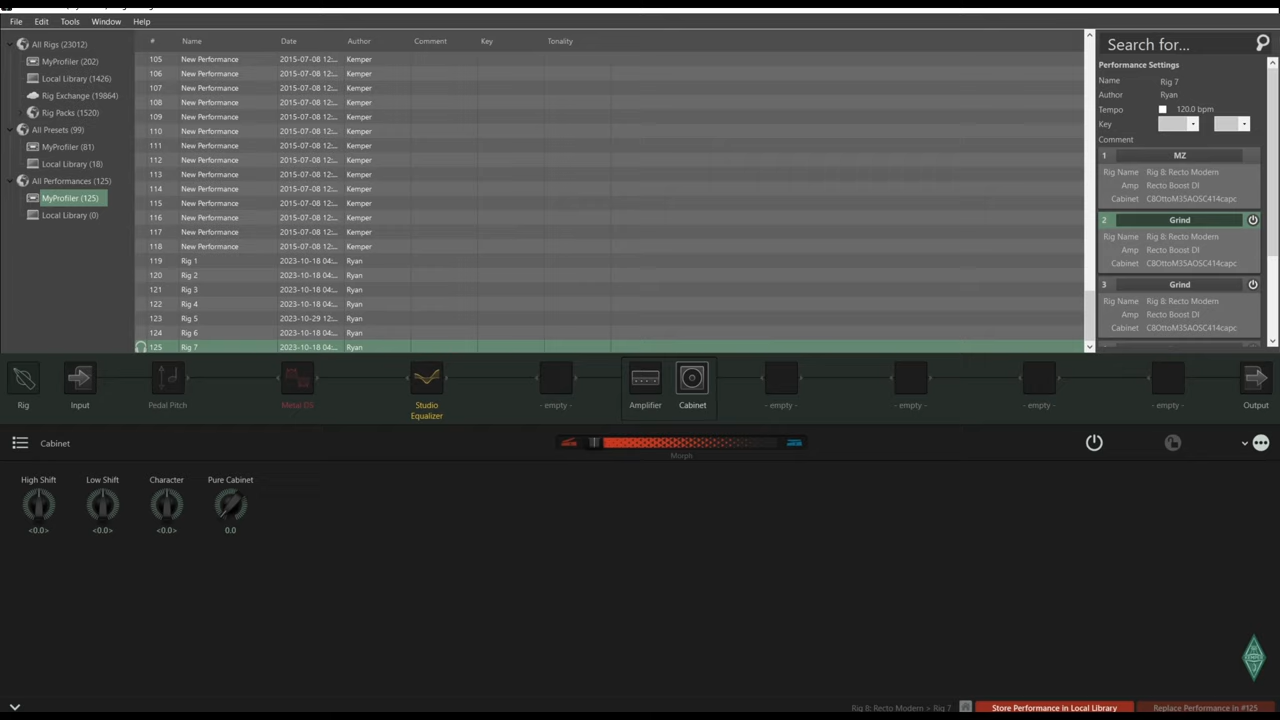 File Edit Tools Window Help
# Name Date Author Comment Key Tonality
All Rigs (23012)
MyProfiler (202)
Local Library (1426)
Rig Exchange (19864)
Rig Packs (1520)
All Presets (99)
MyProfiler (81)
Local Library (18)
All Performances (125)
MyProfiler (125)
Local Library (0)
105 New Performance 2015-07-08 12:... Kemper
106 New Performance 2015-07-08 12:... Kemper
107 New Performance 2015-07-08 12:... Kemper
108 New Performance 2015-07-08 12:... Kemper
109 New Performance 2015-07-08 12:... Kemper
110 New Performance 2015-07-08 12:... Kemper
111 New Performance 2015-07-08 12:... Kemper
112 New Performance 2015-07-08 12:... Kemper
113 New Performance 2015-07-08 12:... Kemper
114 New Performance 2015-07-08 12:... Kemper
115 New Performance 2015-07-08 12:... Kemper
116 New Performance 2015-07-08 12:... Kemper
117 New Performance 2015-07-08 12:... Kemper
118 New Performance 2015-07-08 12:... Kemper
119 Rig 1 2023-10-18 04:... Ryan
120 Rig 2 2023-10-18 04:... Ryan
121 Rig 3 2023-10-18 04:... Ryan
122 Rig 4 2023-10-18 04:... Ryan
123 Rig 5 2023-10-29 12:... Ryan
124 Rig 6 2023-10-18 04:... Ryan
125 Rig 7 2023-10-18 04:... Ryan
Search for...
Performance Settings
Name Rig 7
Author Ryan
Tempo 120.0 bpm
Key
Comment
1 MZ
Rig Name Rig 8: Recto Modern
Amp Recto Boost DI
Cabinet C8OttoM35AOSC414capc
2 Grind
Rig Name Rig 8: Recto Modern
Amp Recto Boost DI
Cabinet C8OttoM35AOSC414capc
3 Grind
Rig Name Rig 8: Recto Modern
Amp Recto Boost DI
Cabinet C8OttoM35AOSC414capc
Rig Input Pedal Pitch Metal DS Studio Equalizer - empty - Amplifier Cabinet - empty - - empty - - empty - - empty - Output
Cabinet
Morph
High Shift Low Shift Character Pure Cabinet
<0.0> <0.0> <0.0> 0.0
Rig 8: Recto Modern > Rig 7 Store Performance in Local Library Replace Performance in #125